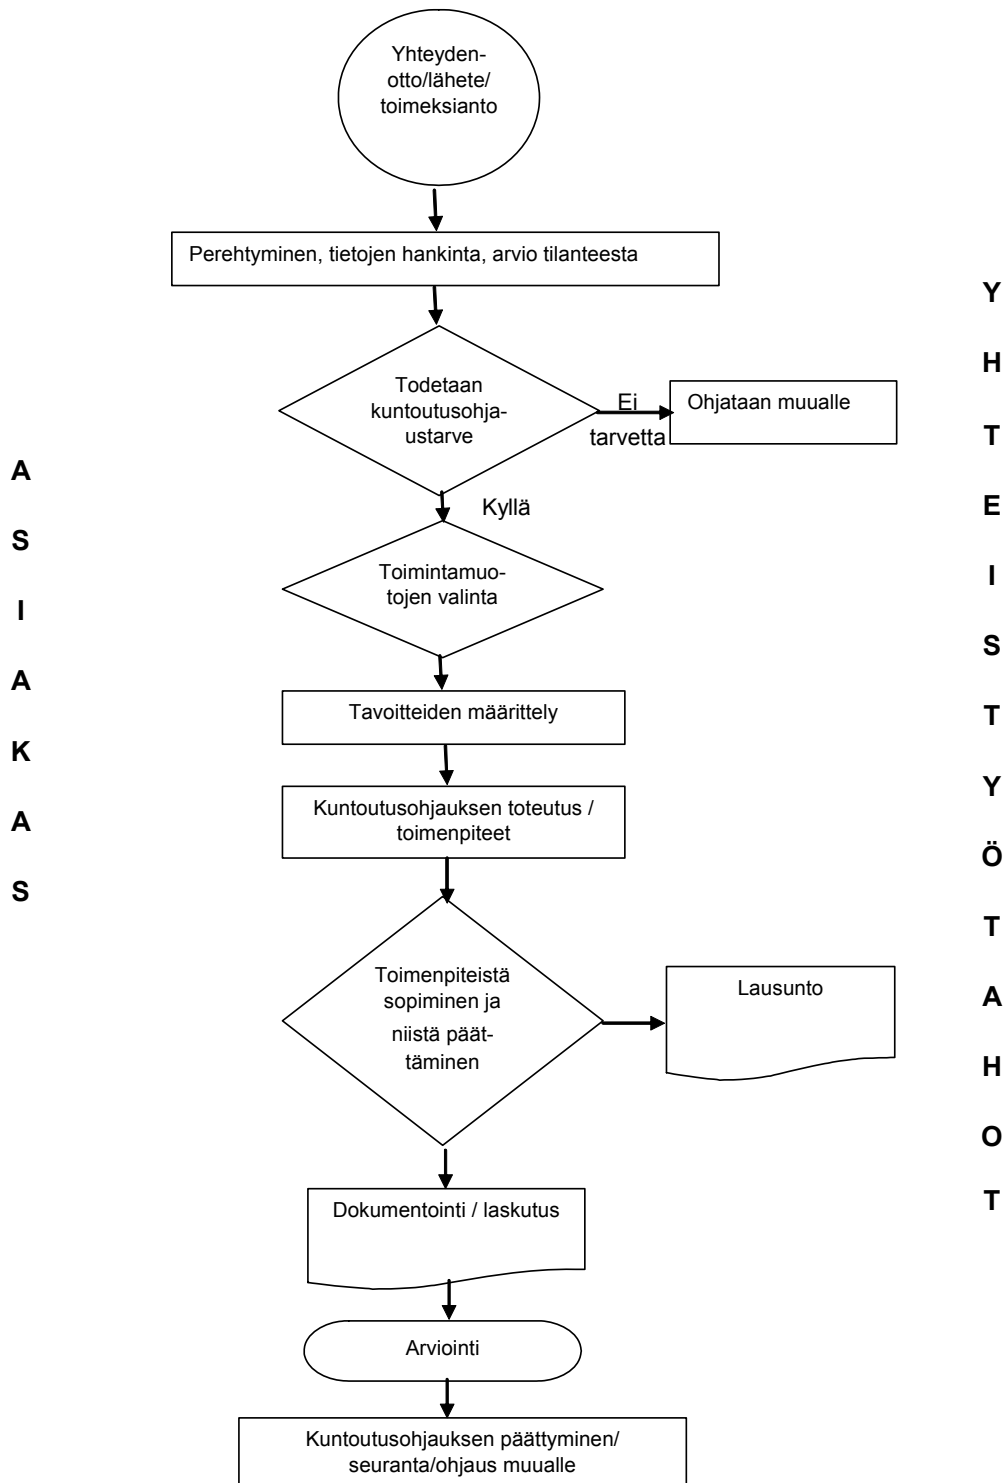 Yhteyden-
otto/lähete/
toimeksianto
Perehtyminen, tietojen hankinta, arvio tilanteesta
Todetaan
kuntoutusohja-
ustarve
Ei
tarvetta
Ohjataan muualle
Kyllä
Toimintamuo-
tojen valinta
Tavoitteiden määrittely
Kuntoutusohjauksen toteutus /
toimenpiteet
Toimenpiteistä
sopiminen ja
niistä päät-
täminen
Lausunto
Dokumentointi / laskutus
Arviointi
Kuntoutusohjauksen päättyminen/
seuranta/ohjaus muualle
A
S
I
A
K
A
S
Y
H
T
E
I
S
T
Y
Ö
T
A
H
O
T